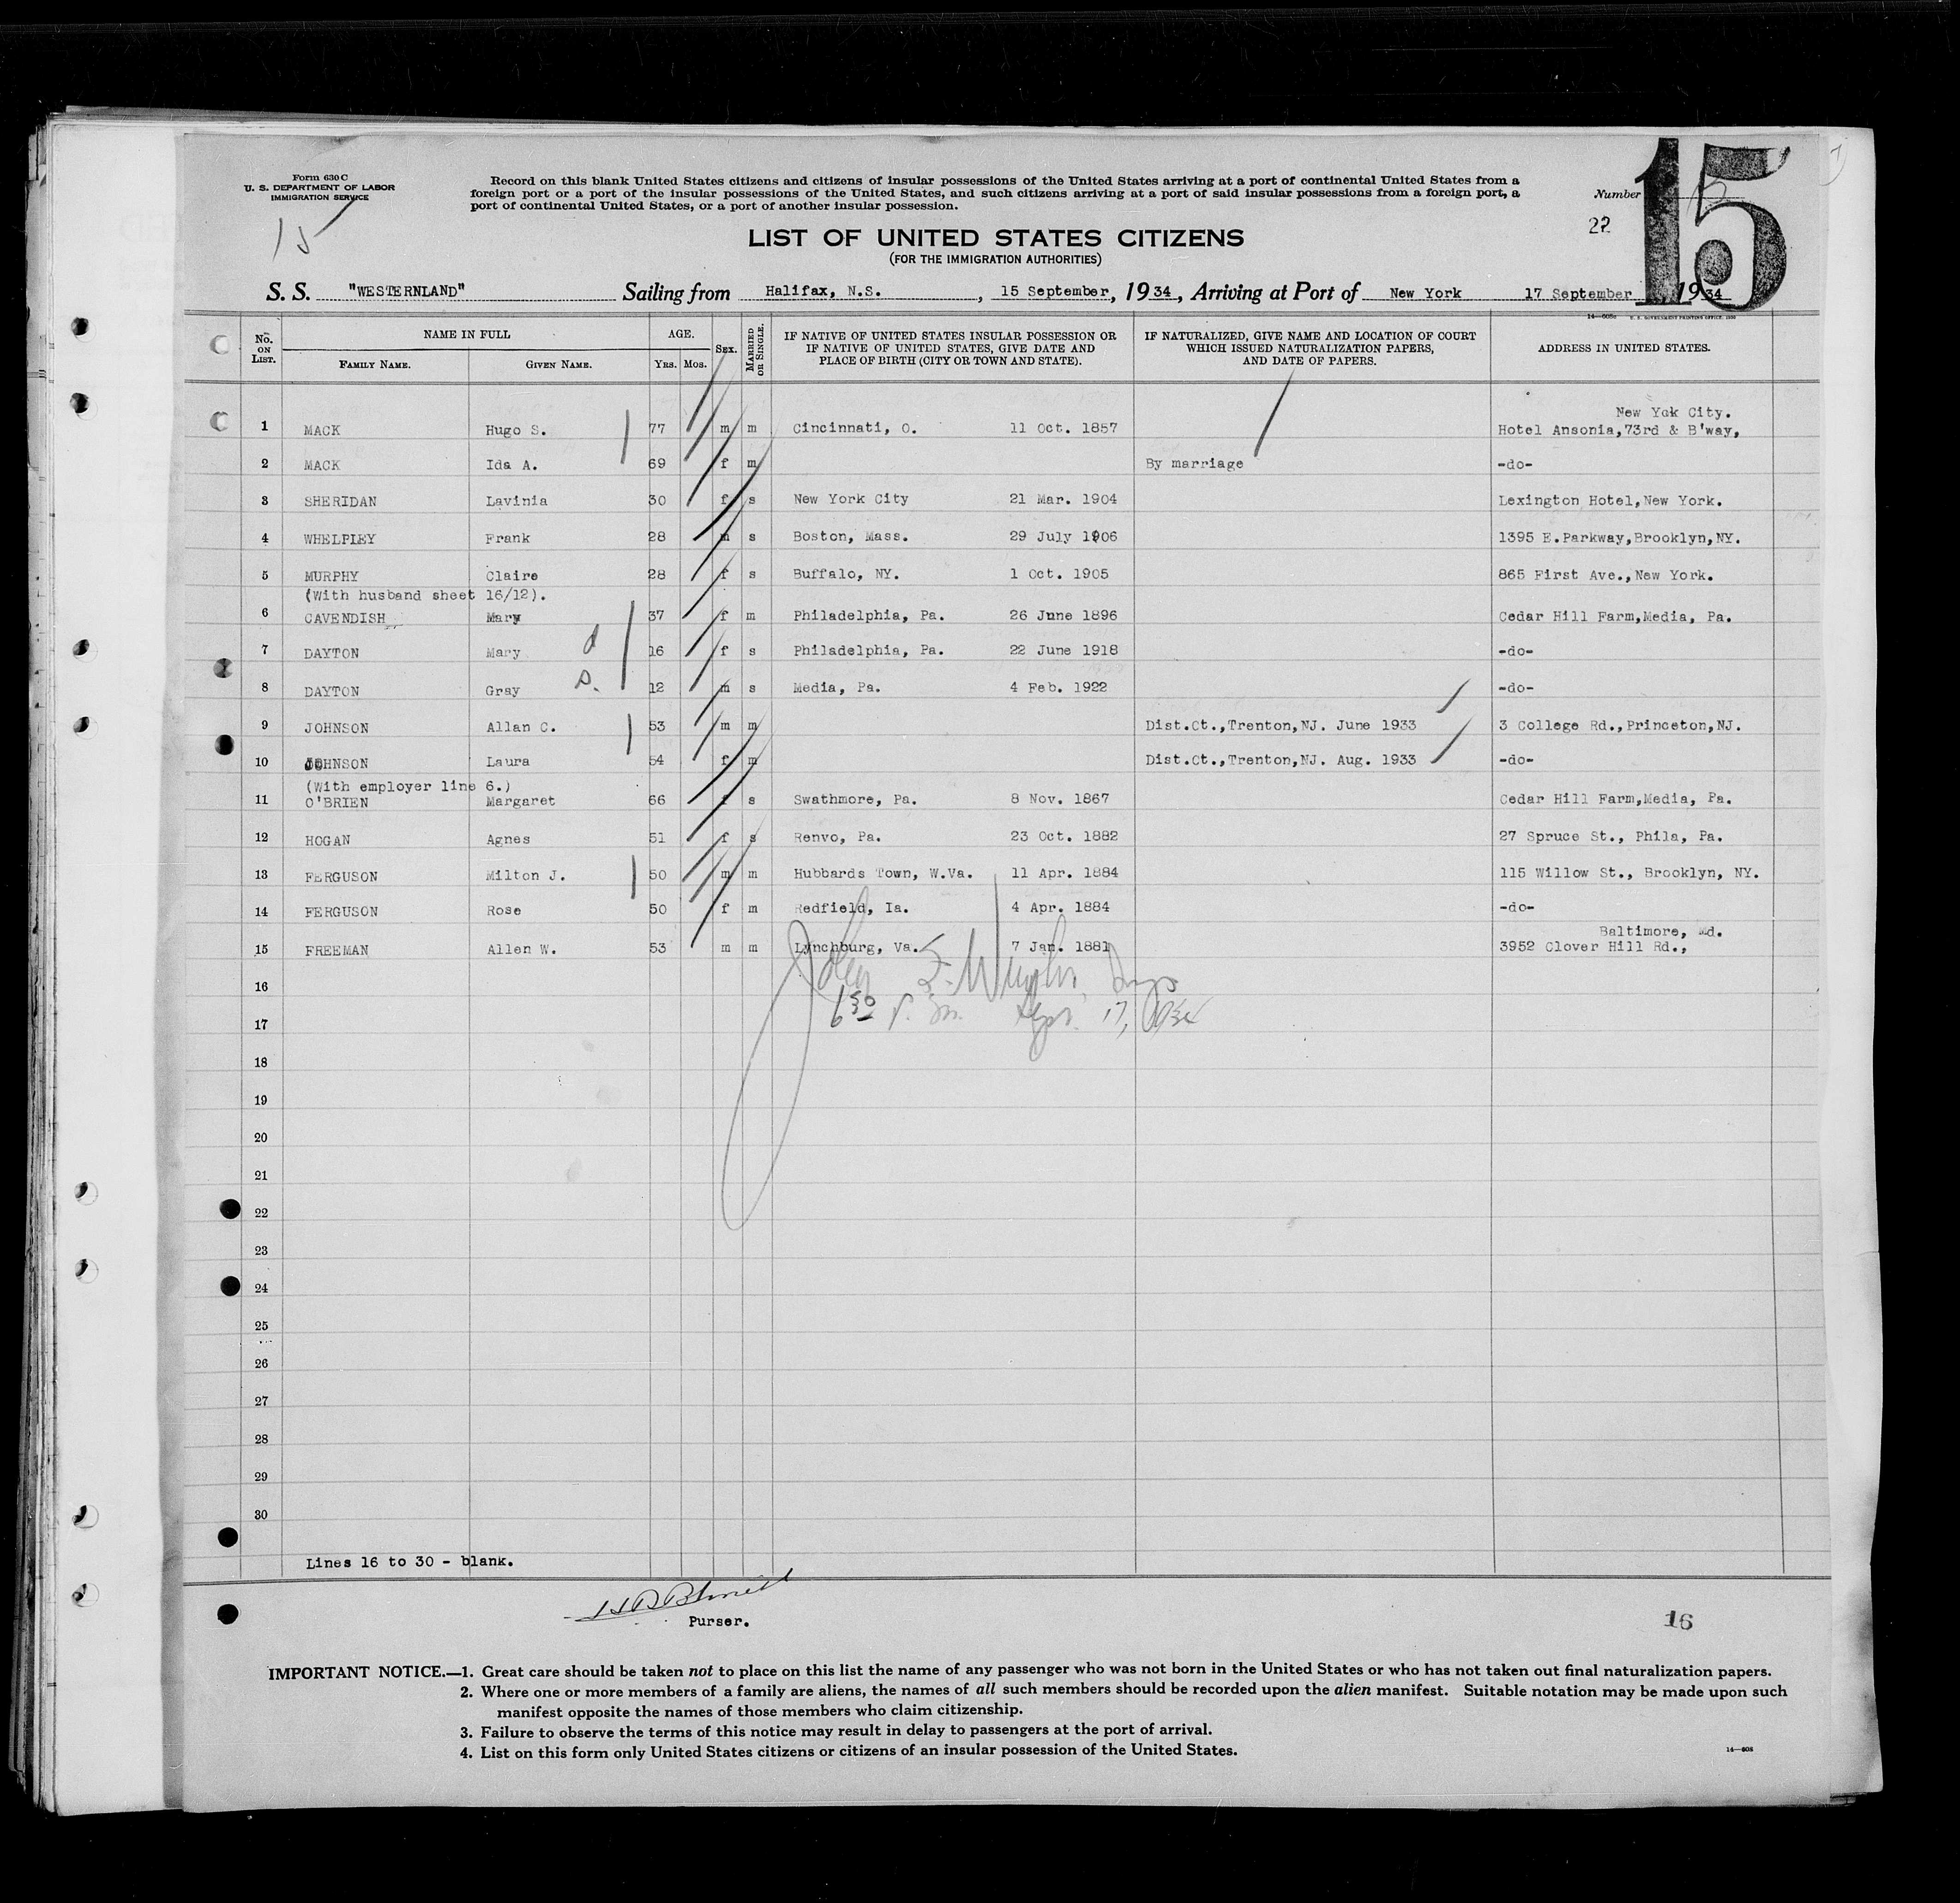 Form 630 C
U. S. DEPARTMENT OF LABOR
IMMIGRATION SERVICE
15
Record on this blank United States citizens and citizens of insular possessions of the United States arriving at a port of continental United States from a
foreign port or a port of the insular possessions of the United States, and such citizens arriving at a port of said insular possessions from a foreign port, a
port of continental United States, or a port of another insular possession.
Number 15
15
22
LIST OF UNITED STATES CITIZENS
(FOR THE IMMIGRATION AUTHORITIES)
S. S. "WESTERNLAND" Sailing from Halifax, N.S. , 15 September, 1934, Arriving at Port of New York 17 September, 1934
14—608c U. S. GOVERNMENT PRINTING OFFICE: 1930
No. ON LIST. NAME IN FULL FAMILY NAME. GIVEN NAME. AGE. YRS. MOS. SEX. MARRIED OR SINGLE. IF NATIVE OF UNITED STATES INSULAR POSSESSION OR IF NATIVE OF UNITED STATES, GIVE DATE AND PLACE OF BIRTH (CITY OR TOWN AND STATE). IF NATURALIZED, GIVE NAME AND LOCATION OF COURT WHICH ISSUED NATURALIZATION PAPERS, AND DATE OF PAPERS. ADDRESS IN UNITED STATES.
New Yok City.
1 MACK Hugo S. 77 m m Cincinnati, O. 11 Oct. 1857 Hotel Ansonia,73rd & B'way,
2 MACK Ida A. 69 f m By marriage -do-
3 SHERIDAN Lavinia 30 f s New York City 21 Mar. 1904 Lexington Hotel,New York.
4 WHELPLEY Frank 28 m s Boston, Mass. 29 July 1906 1395 E.Parkway,Brooklyn,NY.
5 MURPHY Claire 28 f s Buffalo, NY. 1 Oct. 1905 865 First Ave.,New York.
(With husband sheet 16/12).
6 CAVENDISH Mary 37 f m Philadelphia, Pa. 26 June 1896 Cedar Hill Farm,Media, Pa.
7 DAYTON Mary d 16 f s Philadelphia, Pa. 22 June 1918 -do-
8 DAYTON Gray s. 12 m s Media, Pa. 4 Feb. 1922 -do-
9 JOHNSON Allan C. 53 m m Dist.Ct.,Trenton,NJ. June 1933 3 College Rd.,Princeton,NJ.
10 JOHNSON Laura 54 f m Dist.Ct.,Trenton,NJ. Aug. 1933 -do-
(With employer line 6.)
11 O'BRIEN Margaret 66 f s Swathmore, Pa. 8 Nov. 1867 Cedar Hill Farm,Media, Pa.
12 HOGAN Agnes 51 f s Renvo, Pa. 23 Oct. 1882 27 Spruce St., Phila, Pa.
13 FERGUSON Milton J. 50 m m Hubbards Town, W.Va. 11 Apr. 1884 115 Willow St., Brooklyn, NY.
14 FERGUSON Rose 50 f m Redfield, Ia. 4 Apr. 1884 -do-
Baltimore, Md.
15 FREEMAN Allen W. 53 m m Lynchburg, Va. 7 Jan. 1881 3952 Clover Hill Rd.,
16
6 30 P. m. Sept. 17, 1934
17
18
19
20
21
22
23
24
25
26
27
28
29
30
Lines 16 to 30 - blank.
Purser.
16
IMPORTANT NOTICE.—1. Great care should be taken not to place on this list the name of any passenger who was not born in the United States or who has not taken out final naturalization papers.
2. Where one or more members of a family are aliens, the names of all such members should be recorded upon the alien manifest. Suitable notation may be made upon such
manifest opposite the names of those members who claim citizenship.
3. Failure to observe the terms of this notice may result in delay to passengers at the port of arrival.
4. List on this form only United States citizens or citizens of an insular possession of the United States.
14—608